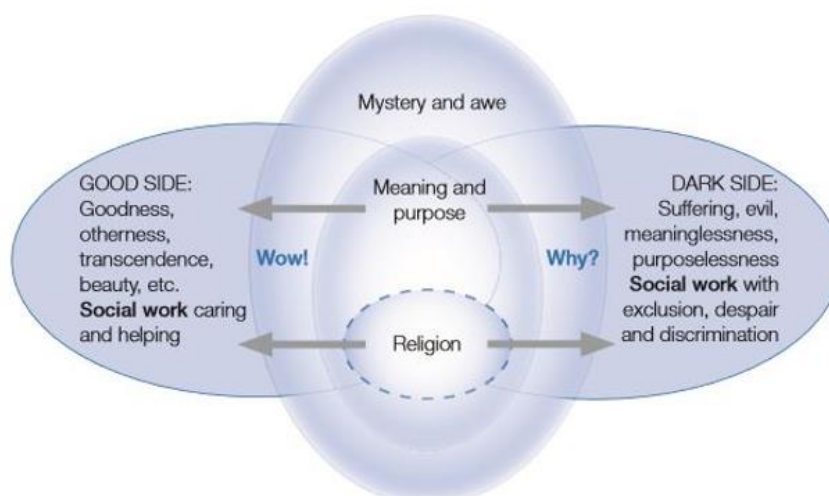 Mystery and awe
GOOD SIDE:
Goodness,
otherness,
transcendence,
beauty, etc.
Social work caring
and helping
Wow!
Meaning and
purpose
Religion
Why?
DARK SIDE:
Suffering, evil,
meaninglessness,
purposelessness
Social work with
exclusion, despair
and discrimination